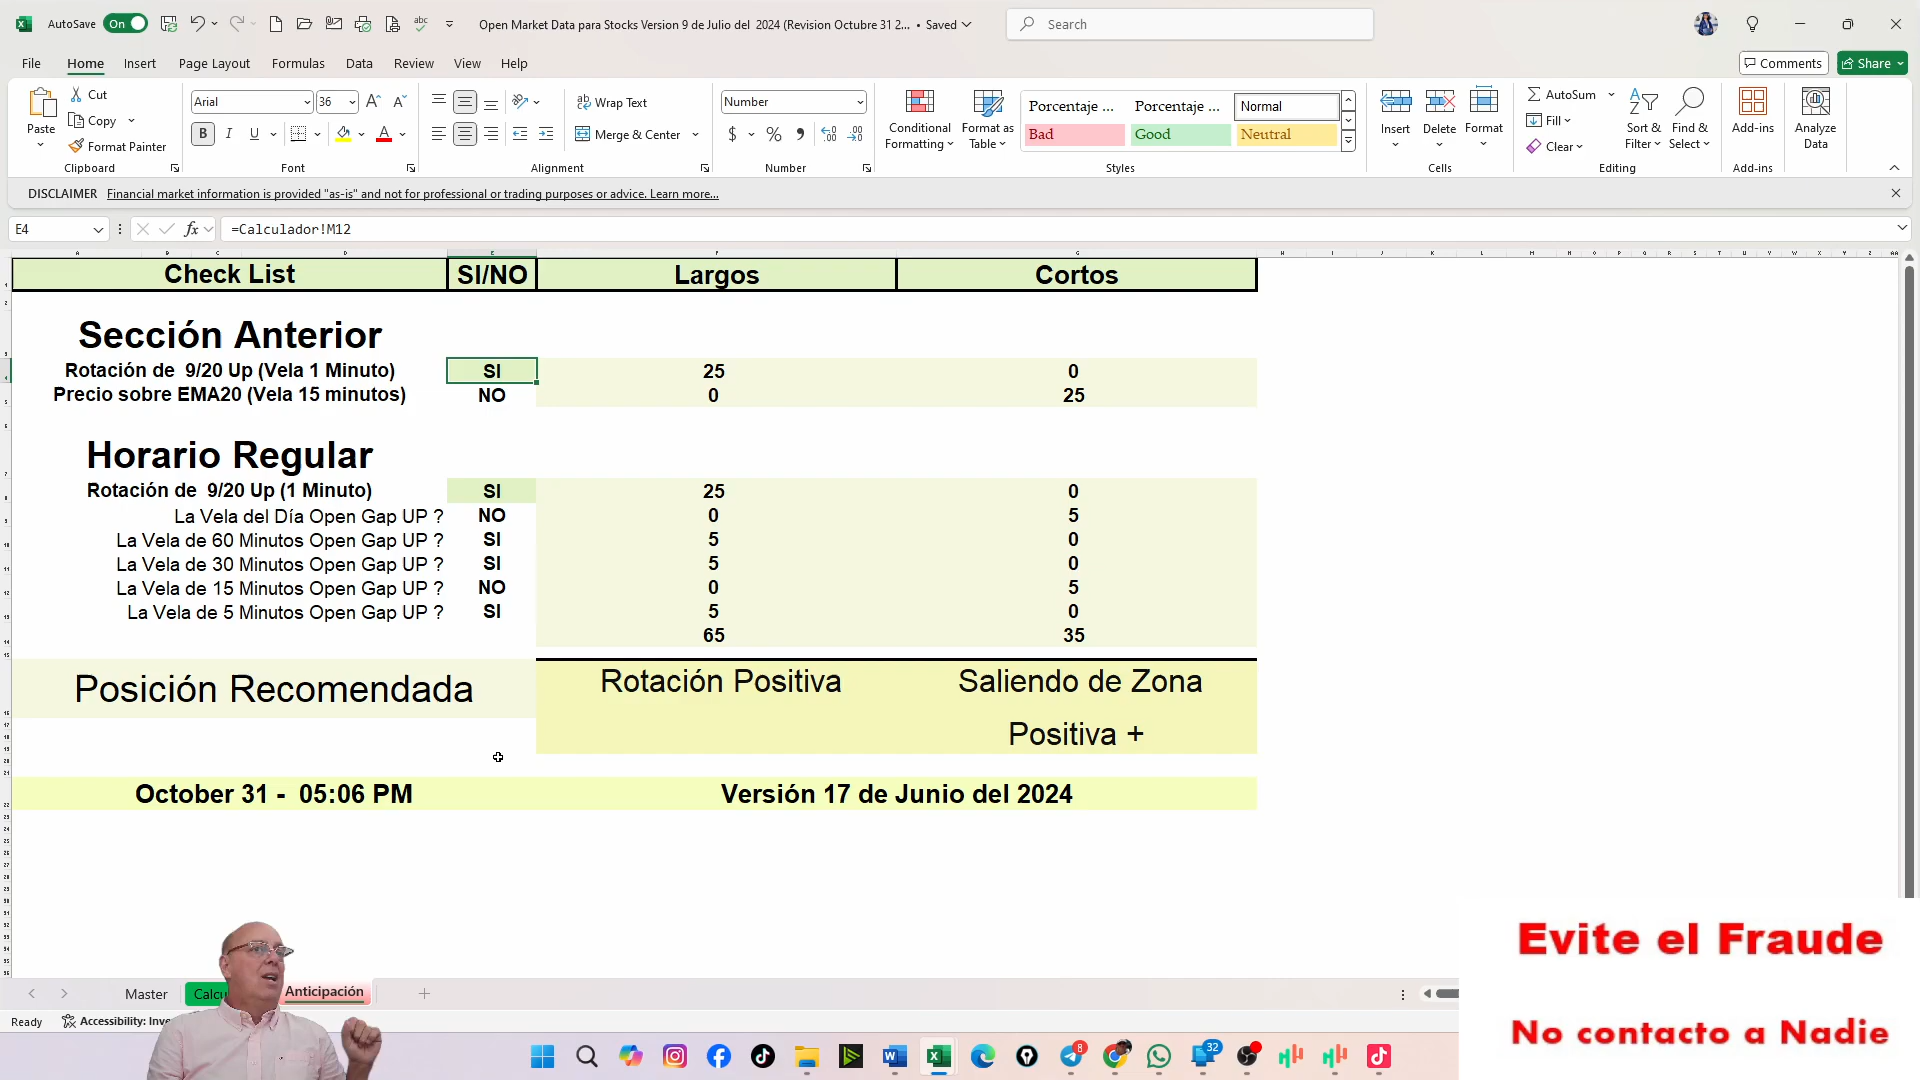 AutoSave On
Open Market Data para Stocks Version 9 de Julio del 2024 (Revision Octubre 31 2... • Saved
Search
File Home Insert Page Layout Formulas Data Review View Help
Comments Share
Paste
Cut
Copy
Format Painter
Clipboard
Arial 36
B I U
Font
Wrap Text
Merge & Center
Alignment
Number
$ % ,
Number
Conditional Formatting
Format as Table
Porcentaje ... Porcentaje ... Normal
Bad Good Neutral
Styles
Insert Delete Format
Cells
AutoSum
Fill
Clear
Sort & Filter
Find & Select
Editing
Add-ins
Add-ins
Analyze Data
DISCLAIMER Financial market information is provided "as-is" and not for professional or trading purposes or advice. Learn more...
E4 fx =Calculador!M12
Check List SI/NO Largos Cortos
Sección Anterior
Rotación de 9/20 Up (Vela 1 Minuto) SI 25 0
Precio sobre EMA20 (Vela 15 minutos) NO 0 25
Horario Regular
Rotación de 9/20 Up (1 Minuto) SI 25 0
La Vela del Día Open Gap UP ? NO 0 5
La Vela de 60 Minutos Open Gap UP ? SI 5 0
La Vela de 30 Minutos Open Gap UP ? SI 5 0
La Vela de 15 Minutos Open Gap UP ? NO 0 5
La Vela de 5 Minutos Open Gap UP ? SI 5 0
65 35
Posición Recomendada Rotación Positiva Saliendo de Zona
Positiva +
October 31 - 05:06 PM Versión 17 de Junio del 2024
Evite el Fraude
No contacto a Nadie
Master Calcu Anticipación
Ready Accessibility: Inve
8 32